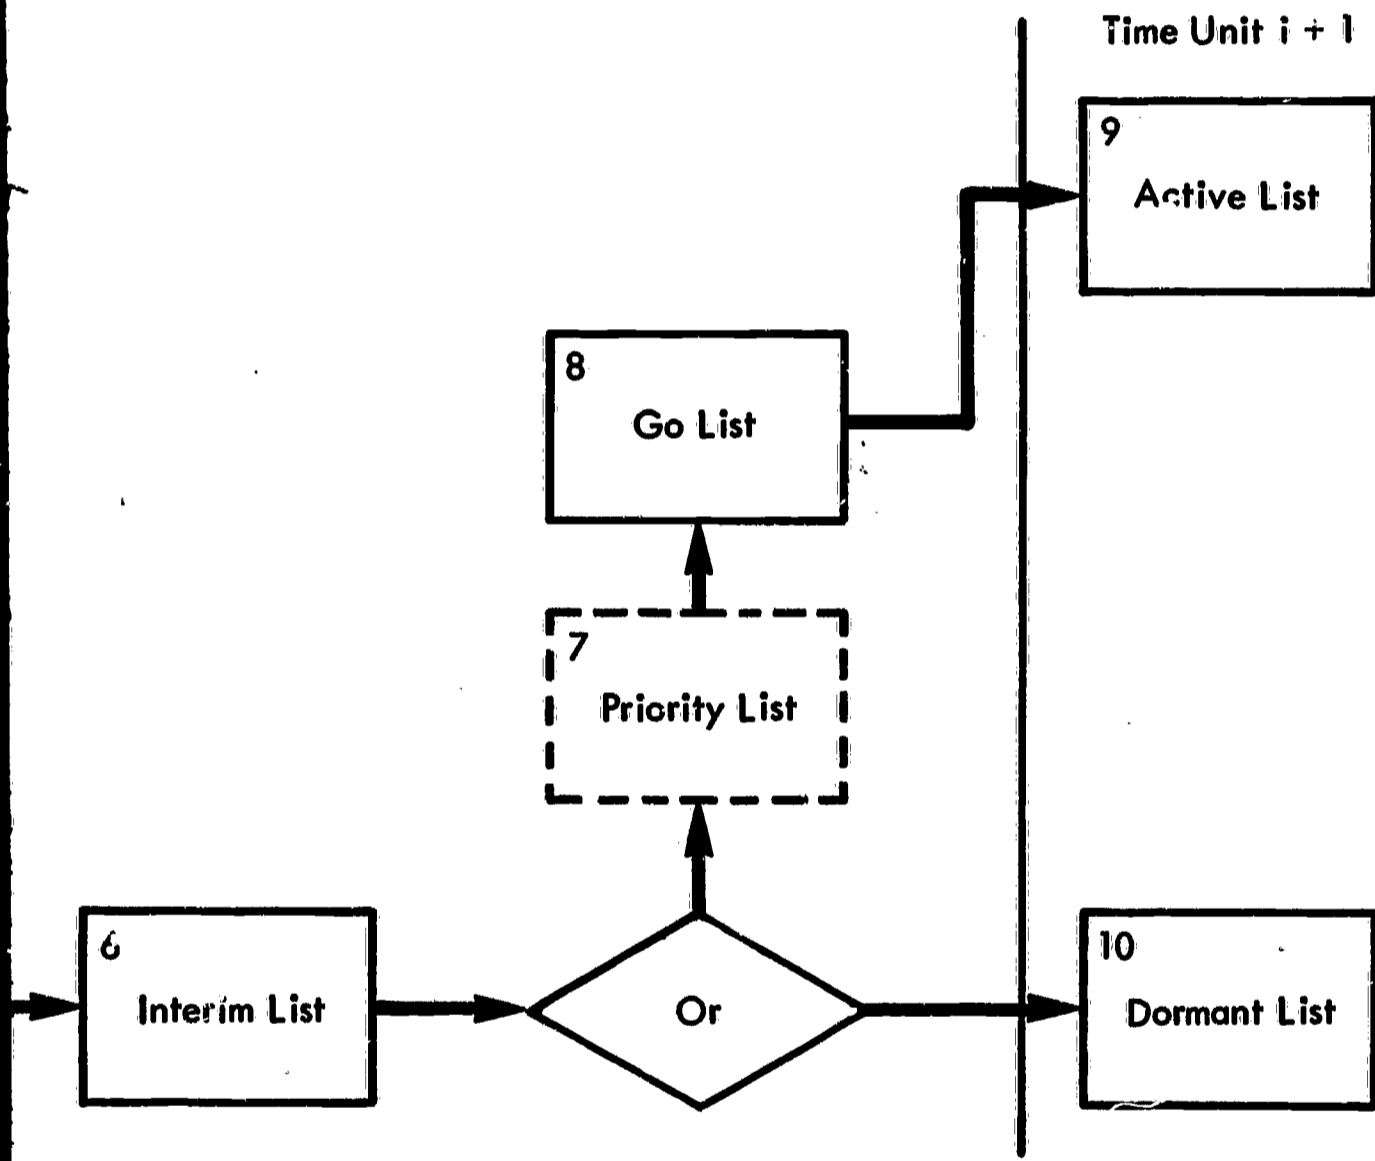 Time Unit i + 1
9
Active List
8
Go List
7
Priority List
6
Interim List
Or
10
Dormant List